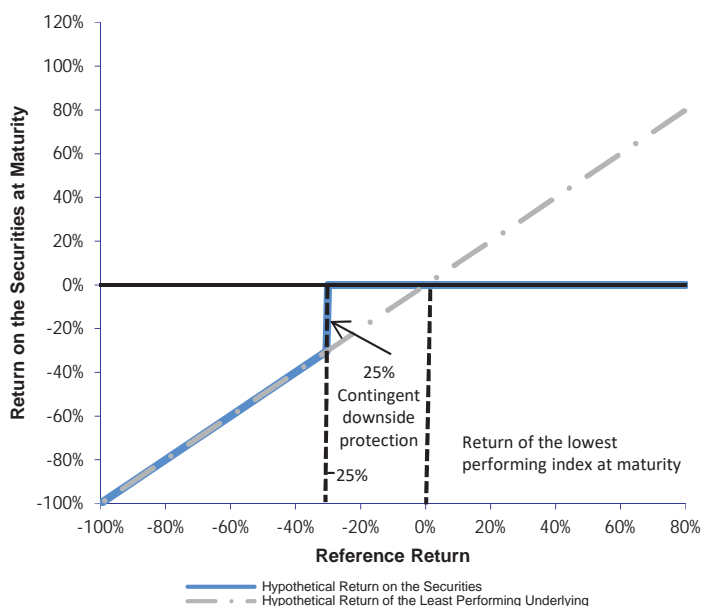 120%
100%
80%
60%
40%
20%
0%
-20%
-40%
-60%
-80%
-100%
Return on the Securities at Maturity
25%
Contingent
downside
protection
-25%
Return of the lowest
performing index at maturity
-100% -80% -60% -40% -20% 0% 20% 40% 60% 80%
Reference Return
Hypothetical Return on the Securities
Hypothetical Return of the Least Performing Underlying